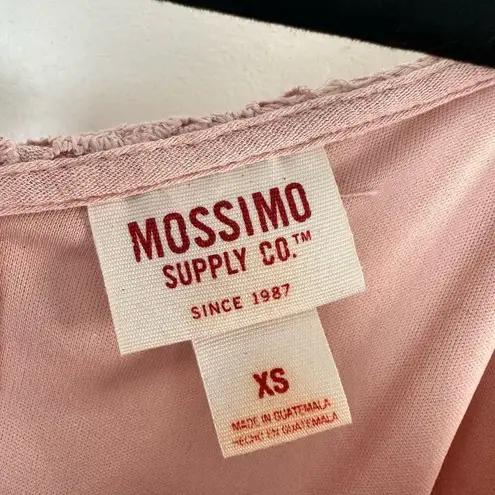 MOSSIMO
SUPPLY CO.™
SINCE 1987
XS
MADE IN GUATEMALA
HECHO EN GUATEMALA